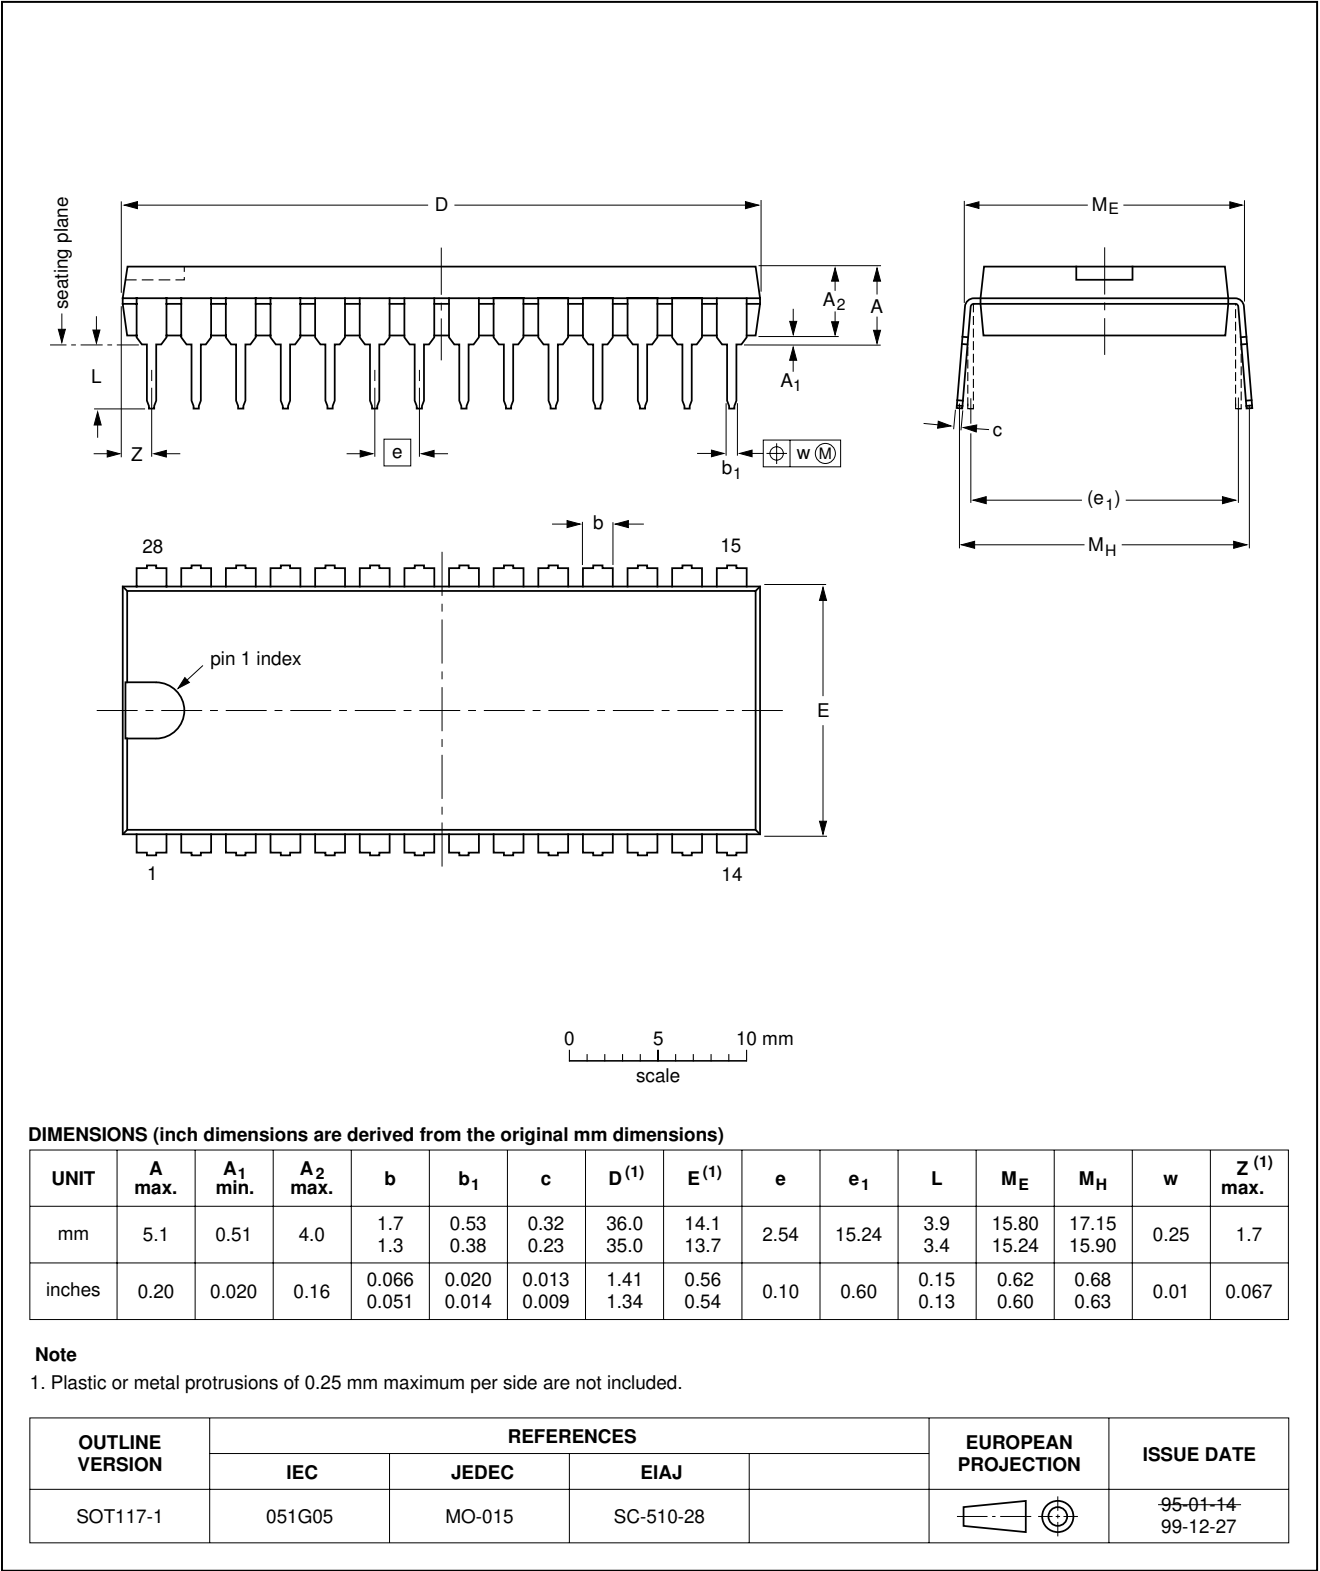 seating plane
D
ME
A2
A
L
A1
Z
e
b1
w M
c
(e1)
MH
b
28
15
pin 1 index
E
1
14
0 5 10 mm
scale
DIMENSIONS (inch dimensions are derived from the original mm dimensions)
UNIT A max. A1 min. A2 max. b b1 c D(1) E(1) e e1 L ME MH w Z(1) max.
mm 5.1 0.51 4.0 1.7 1.3 0.53 0.38 0.32 0.23 36.0 35.0 14.1 13.7 2.54 15.24 3.9 3.4 15.80 15.24 17.15 15.90 0.25 1.7
inches 0.20 0.020 0.16 0.066 0.051 0.020 0.014 0.013 0.009 1.41 1.34 0.56 0.54 0.10 0.60 0.15 0.13 0.62 0.60 0.68 0.63 0.01 0.067
Note
1. Plastic or metal protrusions of 0.25 mm maximum per side are not included.
OUTLINE VERSION REFERENCES EUROPEAN PROJECTION ISSUE DATE
IEC JEDEC EIAJ
SOT117-1 051G05 MO-015 SC-510-28 95-01-14
99-12-27